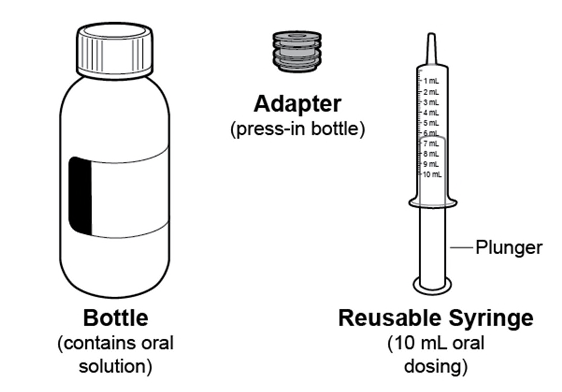 Adapter
(press-in bottle)
1 mL
2 mL
3 mL
4 mL
5 mL
6 mL
7 mL
8 mL
9 mL
10 mL
Plunger
Bottle
(contains oral
solution)
Reusable Syringe
(10 mL oral
dosing)